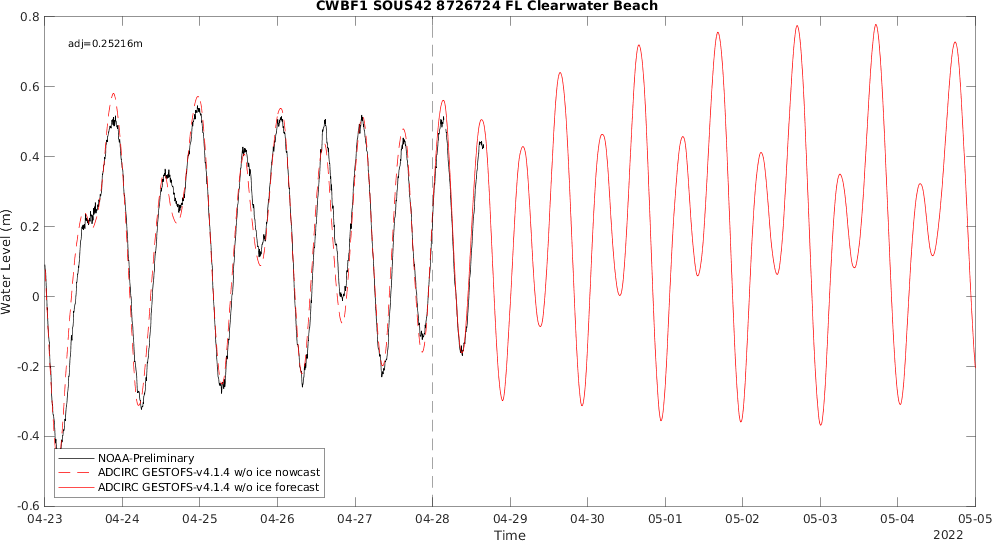 CWBF1 SOUS42 8726724 FL Clearwater Beach
adj=0.25216m
0.8
0.6
0.4
0.2
0
-0.2
-0.4
-0.6
Water Level (m)
NOAA-Preliminary
ADCIRC GESTOFS-v4.1.4 w/o ice nowcast
ADCIRC GESTOFS-v4.1.4 w/o ice forecast
04-23 04-24 04-25 04-26 04-27 04-28 04-29 04-30 05-01 05-02 05-03 05-04 05-05
Time
2022